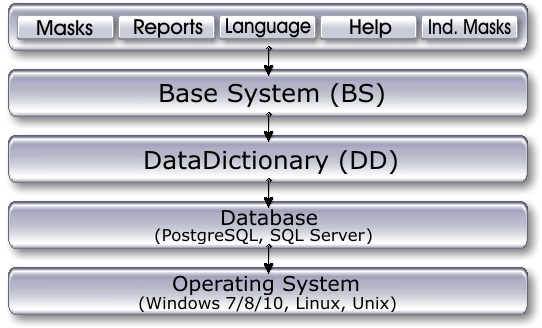 Masks Reports Language Help Ind. Masks
Base System (BS)
DataDictionary (DD)
Database
(PostgreSQL, SQL Server)
Operating System
(Windows 7/8/10, Linux, Unix)